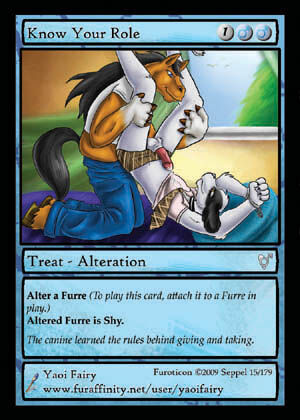 Know Your Role
1
Treat - Alteration
Alter a Furre (To play this card, attach it to a Furre in
play.)
Altered Furre is Shy.
The canine learned the rules behind giving and taking.
Yaoi Fairy
Furoticon ©2009 Seppel 15/179
www.furaffinity.net/user/yaoifairy